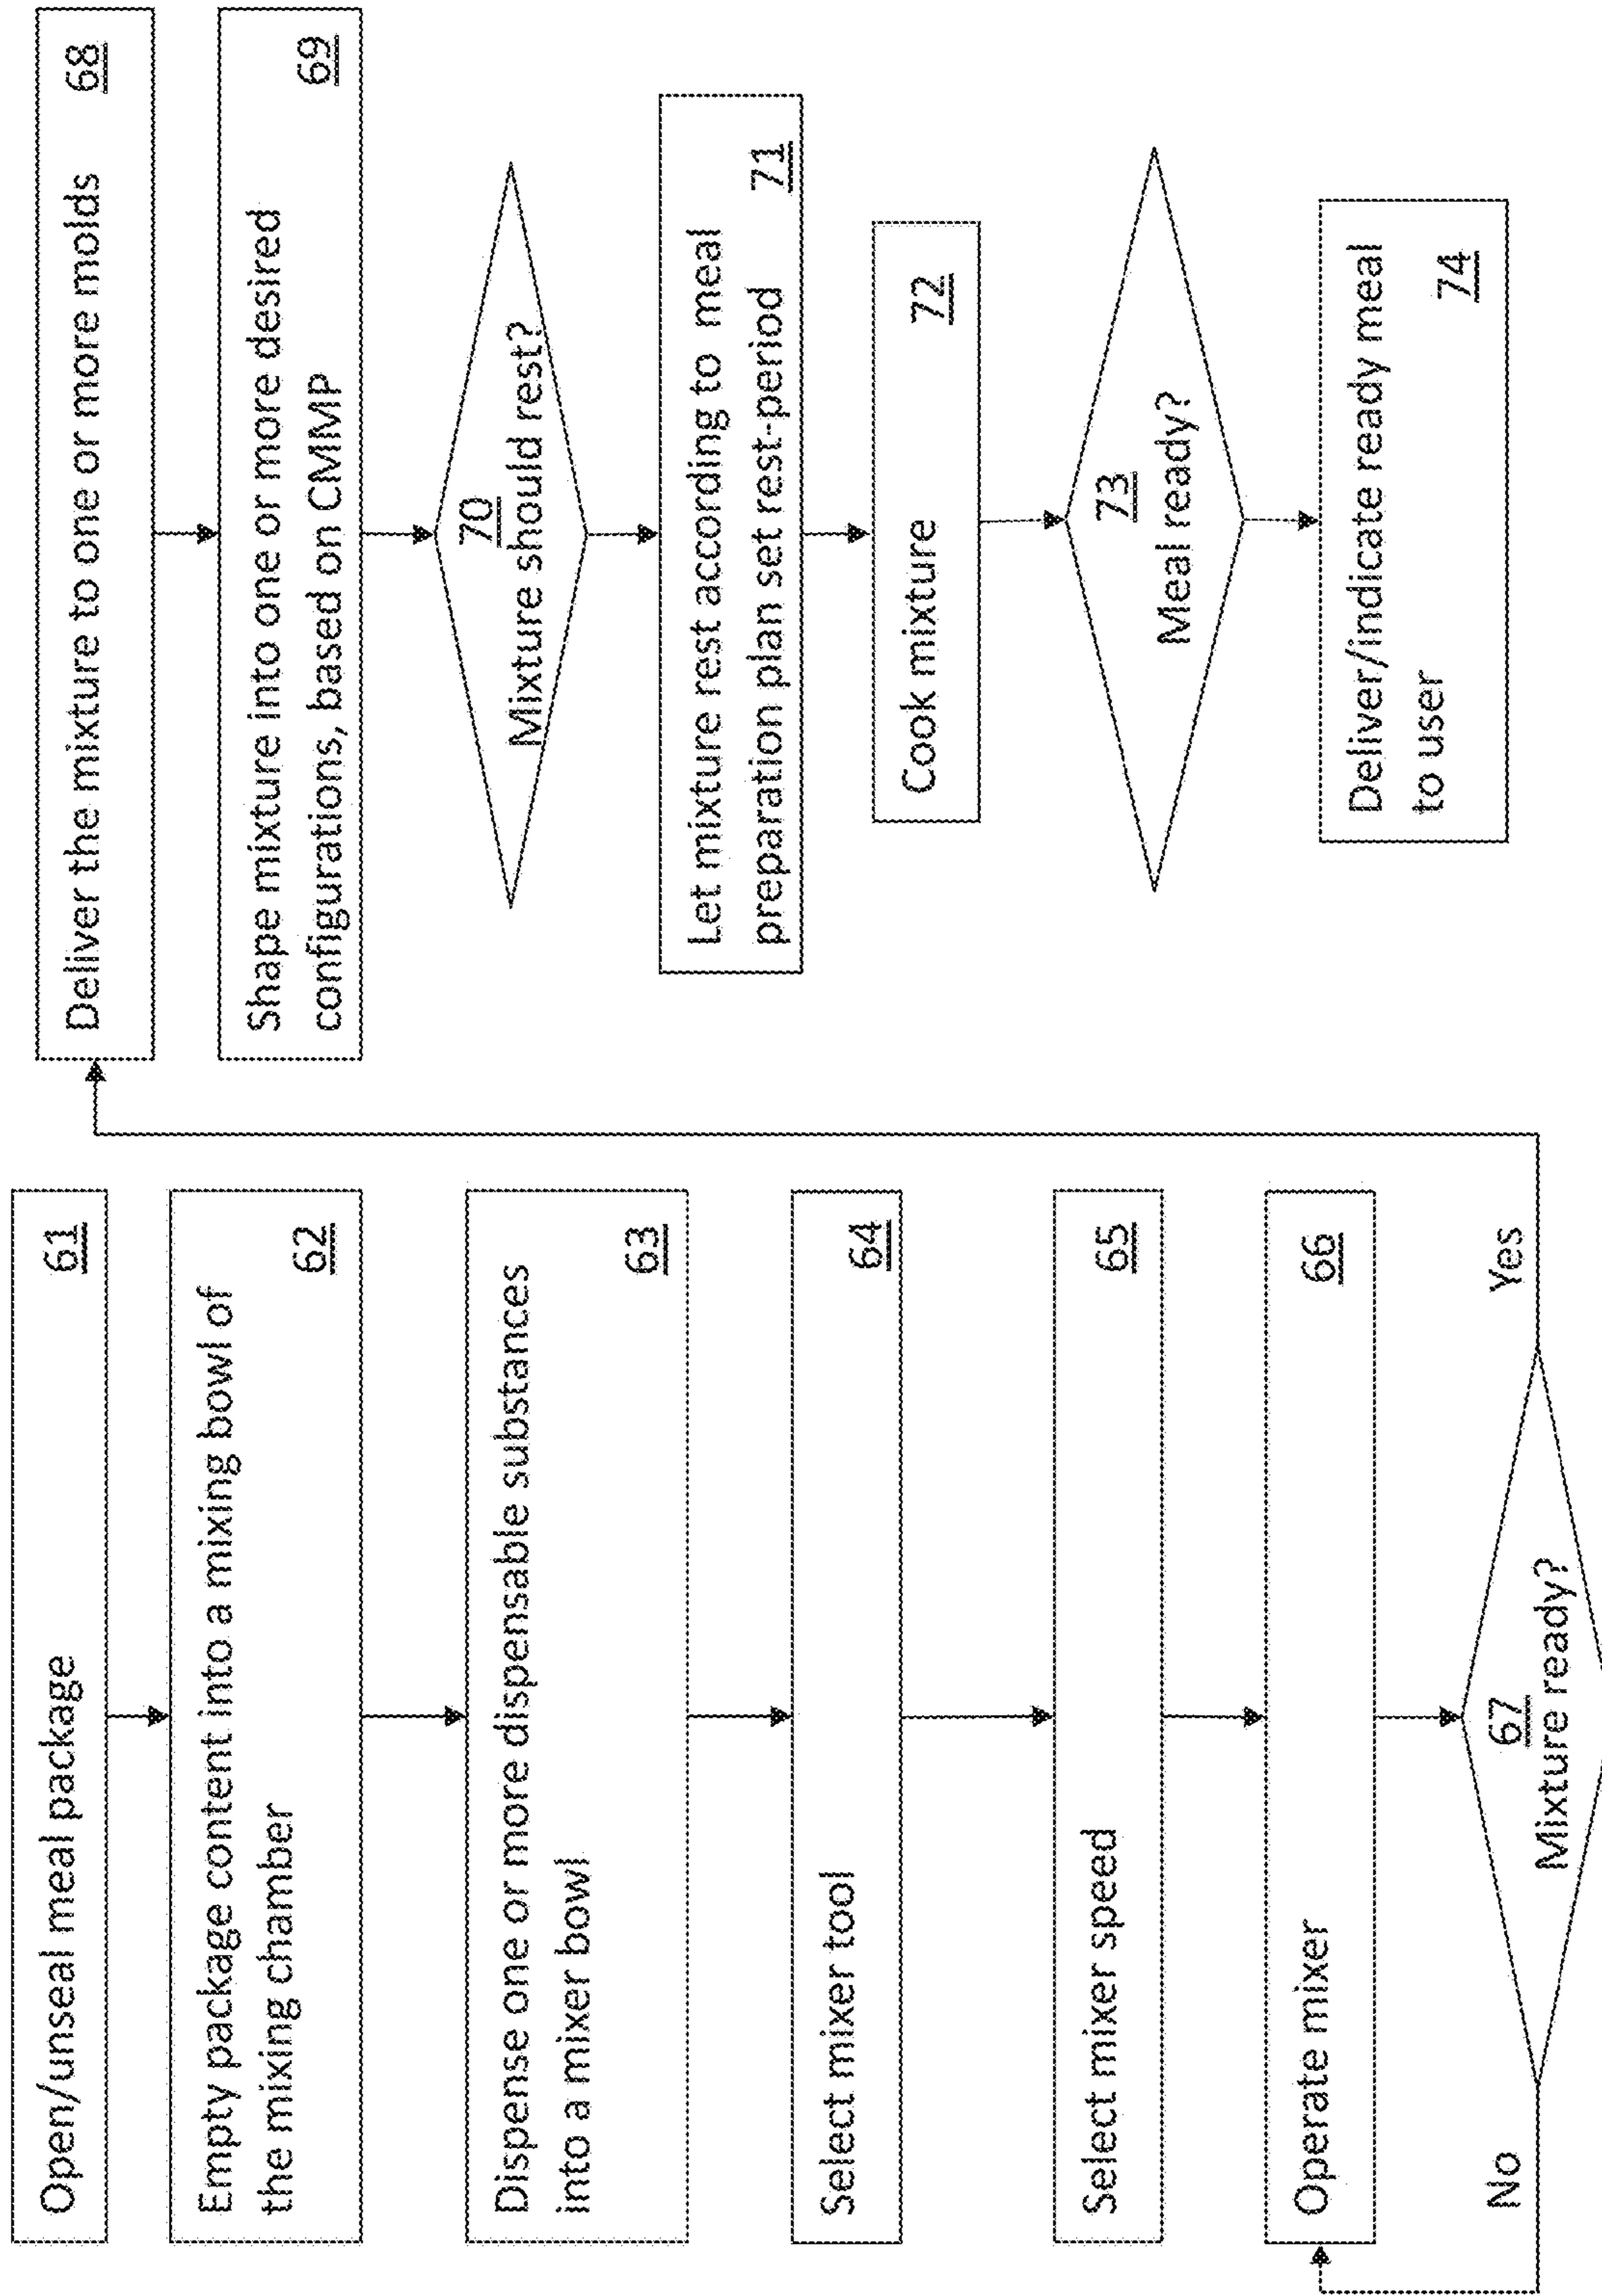 Open/unseal meal package 61
Empty package content into a mixing bowl of
the mixing chamber 62
Dispense one or more dispensable substances
into a mixer bowl 63
Select mixer tool 64
Select mixer speed 65
Operate mixer 66
67
Mixture ready?
No
Yes
Deliver the mixture to one or more molds 68
Shape mixture into one or more desired
configurations, based on CMMP 69
70
Mixture should rest?
Let mixture rest according to meal
preparation plan set rest-period 71
Cook mixture 72
73
Meal ready?
Deliver/indicate ready meal
to user 74